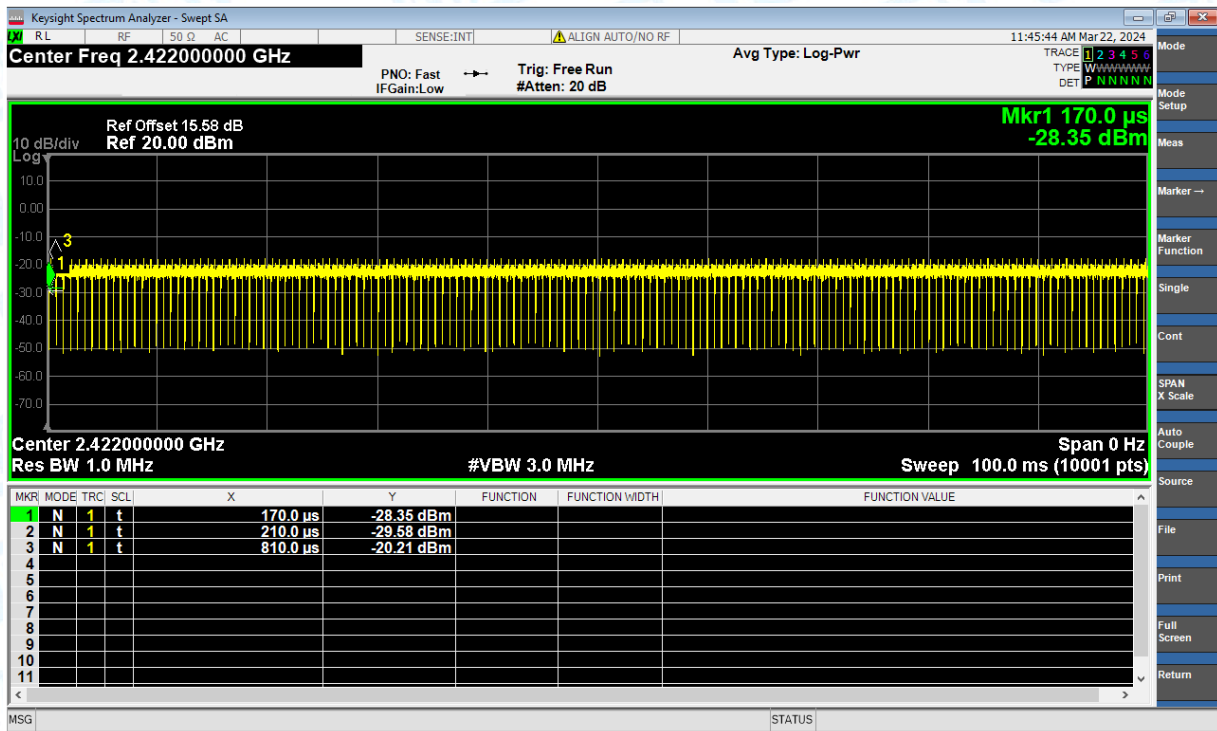 Keysight Spectrum Analyzer - Swept SA
LXI RL RF 50 Ω AC SENSE:INT ALIGN AUTO/NO RF 11:45:44 AM Mar 22, 2024
Center Freq 2.422000000 GHz
Avg Type: Log-Pwr
TRACE 1 2 3 4 5 6
TYPE WWWWWW
DET P N N N N N
PNO: Fast Trig: Free Run
IFGain:Low #Atten: 20 dB
Mkr1 170.0 µs
-28.35 dBm
Ref Offset 15.58 dB
10 dB/div Ref 20.00 dBm
Log
10.0
0.00
-10.0
-20.0
-30.0
-40.0
-50.0
-60.0
-70.0
3
1
Center 2.422000000 GHz Span 0 Hz
Res BW 1.0 MHz #VBW 3.0 MHz Sweep 100.0 ms (10001 pts)
MKR MODE TRC SCL X Y FUNCTION FUNCTION WIDTH FUNCTION VALUE
1 N 1 t 170.0 µs -28.35 dBm
2 N 1 t 210.0 µs -29.58 dBm
3 N 1 t 810.0 µs -20.21 dBm
4
5
6
7
8
9
10
11
MSG STATUS
Mode
Mode
Setup
Meas
Marker →
Marker
Function
Single
Cont
SPAN
X Scale
Auto
Couple
Source
File
Print
Full
Screen
Return